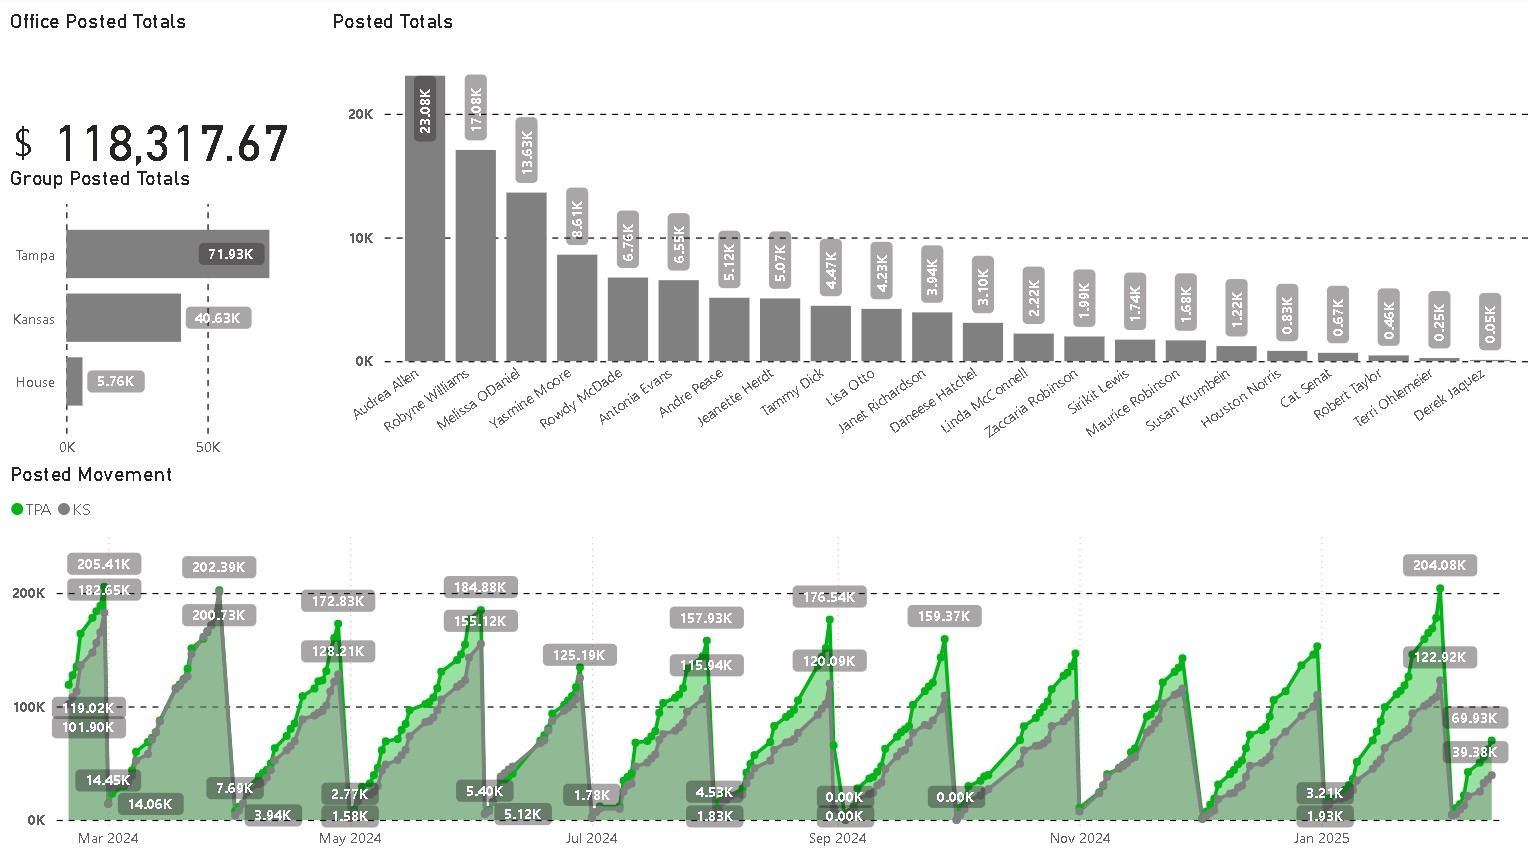 Office Posted Totals
$ 118,317.67
Group Posted Totals
Tampa
71.93K
Kansas
40.63K
House
5.76K
0K
50K
Posted Totals
20K
10K
0K
23.08K
17.08K
13.63K
8.61K
6.76K
6.55K
5.12K
5.07K
4.47K
4.23K
3.94K
3.10K
2.22K
1.99K
1.74K
1.68K
1.22K
0.83K
0.67K
0.46K
0.25K
0.05K
Audrea Allen
Robyne Williams
Melissa ODaniel
Yasmine Moore
Rowdy McDade
Antonia Evans
Andre Pease
Jeanette Herdt
Tammy Dick
Lisa Otto
Janet Richardson
Daneese Hatchel
Linda McConnell
Zaccaria Robinson
Sirikit Lewis
Maurice Robinson
Susan Krumbein
Houston Norris
Cat Senat
Robert Taylor
Terri Ohlemeier
Derek Jaquez
Posted Movement
TPA KS
200K
100K
0K
205.41K
182.65K
119.02K
101.90K
14.45K
14.06K
202.39K
200.73K
7.69K
3.94K
172.83K
128.21K
2.77K
1.58K
184.88K
155.12K
5.40K
5.12K
125.19K
1.78K
157.93K
115.94K
4.53K
1.83K
176.54K
120.09K
0.00K
0.00K
159.37K
0.00K
3.21K
1.93K
204.08K
122.92K
69.93K
39.38K
Mar 2024
May 2024
Jul 2024
Sep 2024
Nov 2024
Jan 2025